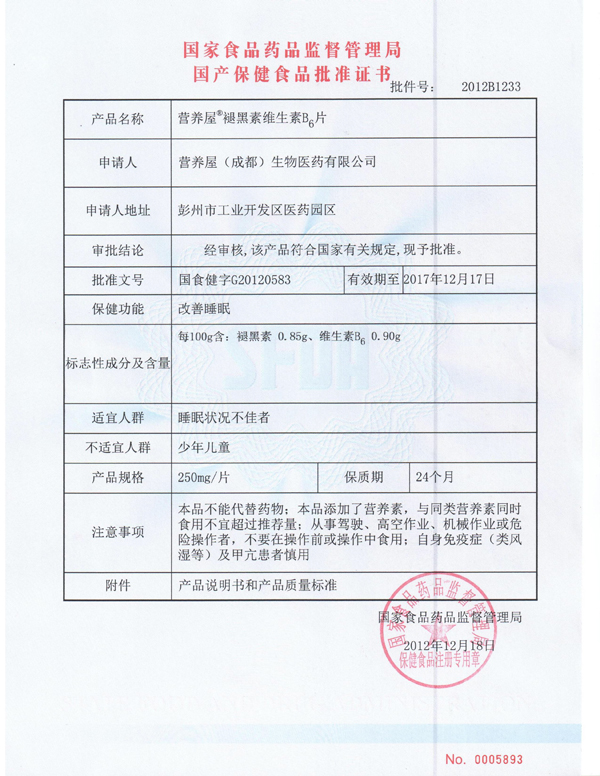 国家食品药品监督管理局
国产保健食品批准证书
批件号： 2012B1233
产品名称 营养屋®褪黑素维生素B6片
申请人 营养屋（成都）生物医药有限公司
申请人地址 彭州市工业开发区医药园区
审批结论 经审核,该产品符合国家有关规定,现予批准。
批准文号 国食健字G20120583 有效期至 2017年12月17日
保健功能 改善睡眠
标志性成分及含量 每100g含：褪黑素 0.85g、维生素B6 0.90g
适宜人群 睡眠状况不佳者
不适宜人群 少年儿童
产品规格 250mg/片 保质期 24个月
注意事项 本品不能代替药物；本品添加了营养素，与同类营养素同时
食用不宜超过推荐量；从事驾驶、高空作业、机械作业或危
险操作者，不要在操作前或操作中食用；自身免疫症（类风
湿等）及甲亢患者慎用
附件 产品说明书和产品质量标准
国家食品药品监督管理局
2012年12月18日
国家食品药品监督管理局
保健食品注册专用章
SFDA
No. 0005893